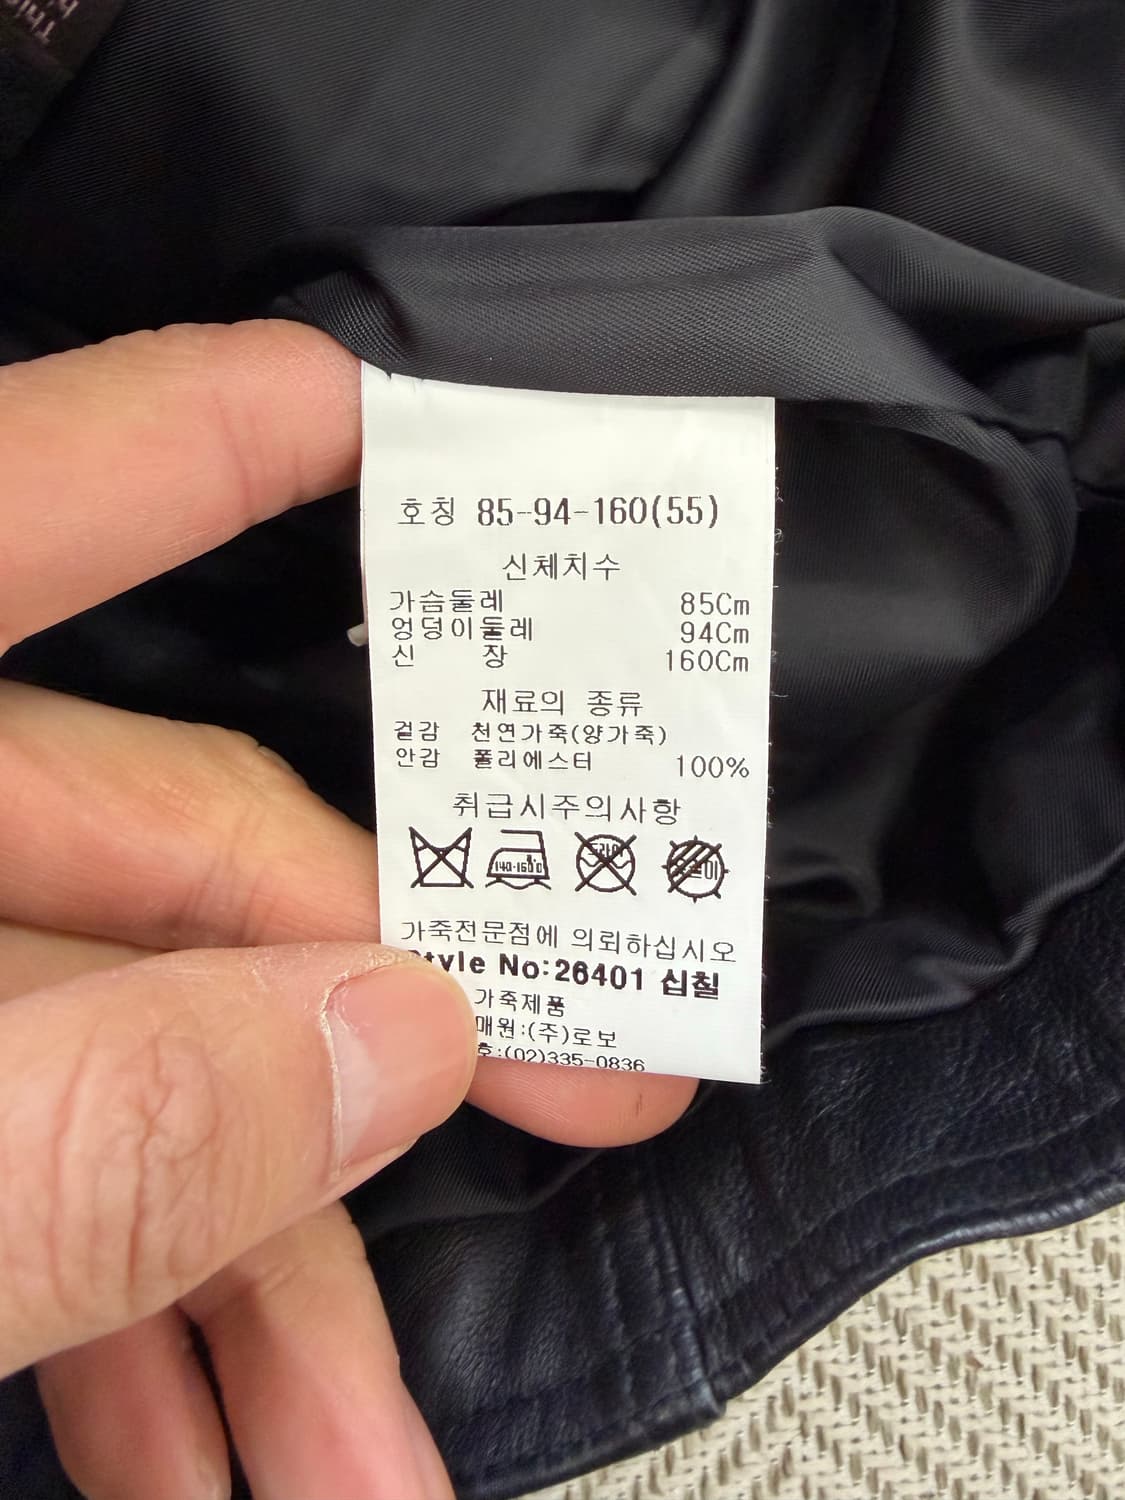 호칭 85-94-160(55)
신체치수
가슴둘레 85Cm
엉덩이둘레 94Cm
신 장 160Cm
재료의 종류
겉감 천연가죽(양가죽)
안감 폴리에스터 100%
취급시주의사항
140-160℃ 드라이
가죽전문점에 의뢰하십시오
Style No:26401 십칠
가죽제품
매원:(주)로보
호:(02)335-0836